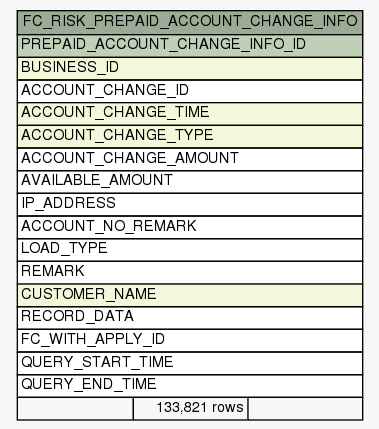 FC_RISK_PREPAID_ACCOUNT_CHANGE_INFO
PREPAID_ACCOUNT_CHANGE_INFO_ID
BUSINESS_ID
ACCOUNT_CHANGE_ID
ACCOUNT_CHANGE_TIME
ACCOUNT_CHANGE_TYPE
ACCOUNT_CHANGE_AMOUNT
AVAILABLE_AMOUNT
IP_ADDRESS
ACCOUNT_NO_REMARK
LOAD_TYPE
REMARK
CUSTOMER_NAME
RECORD_DATA
FC_WITH_APPLY_ID
QUERY_START_TIME
QUERY_END_TIME
133,821 rows